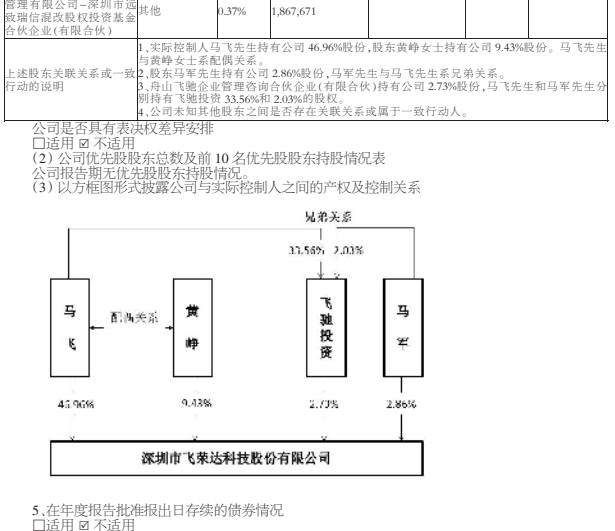 管理有限公司-深圳市远致瑞信混改股权投资基金合伙企业(有限合伙) 其他 0.37% 1,867,671
上述股东关联关系或一致行动的说明
1、实际控制人马飞先生持有公司46.96%股份,股东黄峥女士持有公司9.43%股份。马飞先生
与黄峥女士系配偶关系。
2、股东马军先生持有公司2.86%股份,马军先生与马飞先生系兄弟关系。
3、舟山飞驰企业管理咨询合伙企业(有限合伙)持有公司2.73%股份,马飞先生和马军先生分
别持有飞驰投资33.56%和2.03%的股权。
4、公司未知其他股东之间是否存在关联关系或属于一致行动人。
公司是否具有表决权差异安排
□适用 ☑ 不适用
(2)公司优先股股东总数及前10名优先股股东持股情况表
公司报告期无优先股股东持股情况。
(3)以方框图形式披露公司与实际控制人之间的产权及控制关系
兄弟关系
33.56% 2.03%
马飞 配偶关系 黄峥 飞驰投资 马军
46.96% 9.43% 2.73% 2.86%
深圳市飞荣达科技股份有限公司
5、在年度报告批准报出日存续的债券情况
□适用 ☑ 不适用